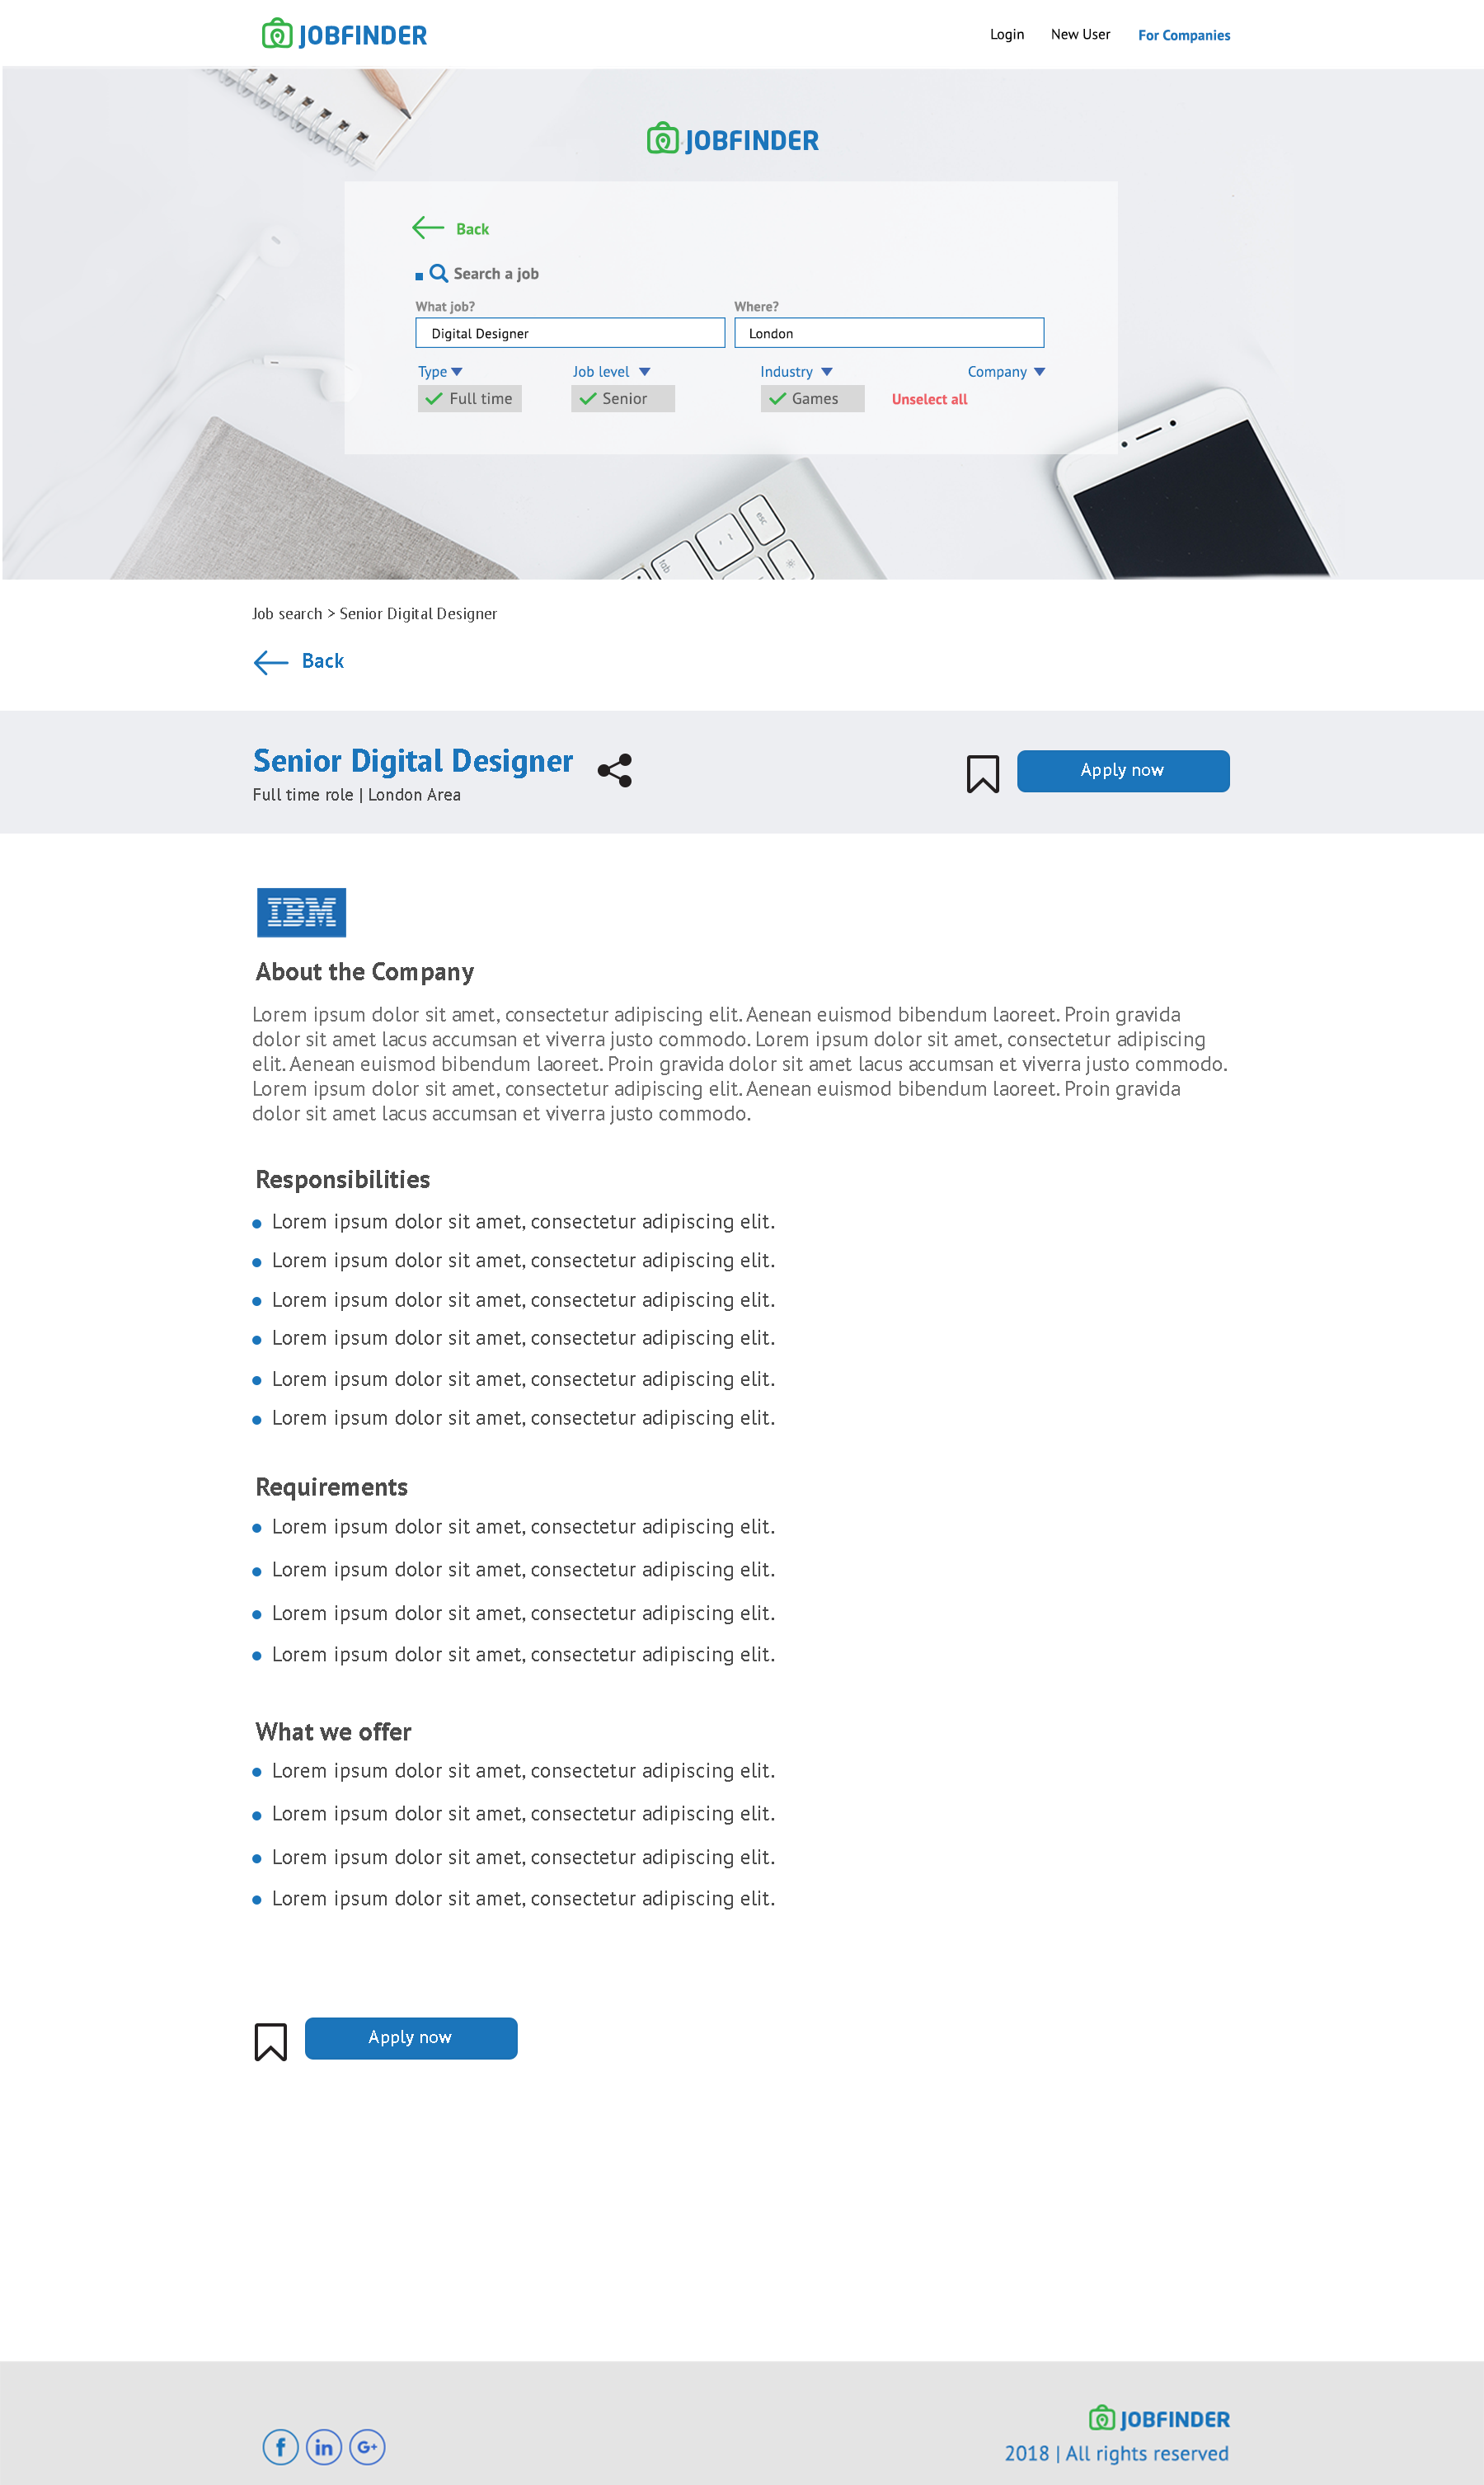 JOBFINDER
Login New User For Companies
JOBFINDER
Back
Search a job
What job? Where?
Digital Designer London
Type Job level Industry Company
Full time Senior Games Unselect all
esc
tab
Job search > Senior Digital Designer
Back
Senior Digital Designer
Full time role | London Area
Apply now
IBM
About the Company
Lorem ipsum dolor sit amet, consectetur adipiscing elit. Aenean euismod bibendum laoreet. Proin gravida
dolor sit amet lacus accumsan et viverra justo commodo. Lorem ipsum dolor sit amet, consectetur adipiscing
elit. Aenean euismod bibendum laoreet. Proin gravida dolor sit amet lacus accumsan et viverra justo commodo.
Lorem ipsum dolor sit amet, consectetur adipiscing elit. Aenean euismod bibendum laoreet. Proin gravida
dolor sit amet lacus accumsan et viverra justo commodo.
Responsibilities
Lorem ipsum dolor sit amet, consectetur adipiscing elit.
Lorem ipsum dolor sit amet, consectetur adipiscing elit.
Lorem ipsum dolor sit amet, consectetur adipiscing elit.
Lorem ipsum dolor sit amet, consectetur adipiscing elit.
Lorem ipsum dolor sit amet, consectetur adipiscing elit.
Lorem ipsum dolor sit amet, consectetur adipiscing elit.
Requirements
Lorem ipsum dolor sit amet, consectetur adipiscing elit.
Lorem ipsum dolor sit amet, consectetur adipiscing elit.
Lorem ipsum dolor sit amet, consectetur adipiscing elit.
Lorem ipsum dolor sit amet, consectetur adipiscing elit.
What we offer
Lorem ipsum dolor sit amet, consectetur adipiscing elit.
Lorem ipsum dolor sit amet, consectetur adipiscing elit.
Lorem ipsum dolor sit amet, consectetur adipiscing elit.
Lorem ipsum dolor sit amet, consectetur adipiscing elit.
Apply now
JOBFINDER
f in G+
2018 | All rights reserved